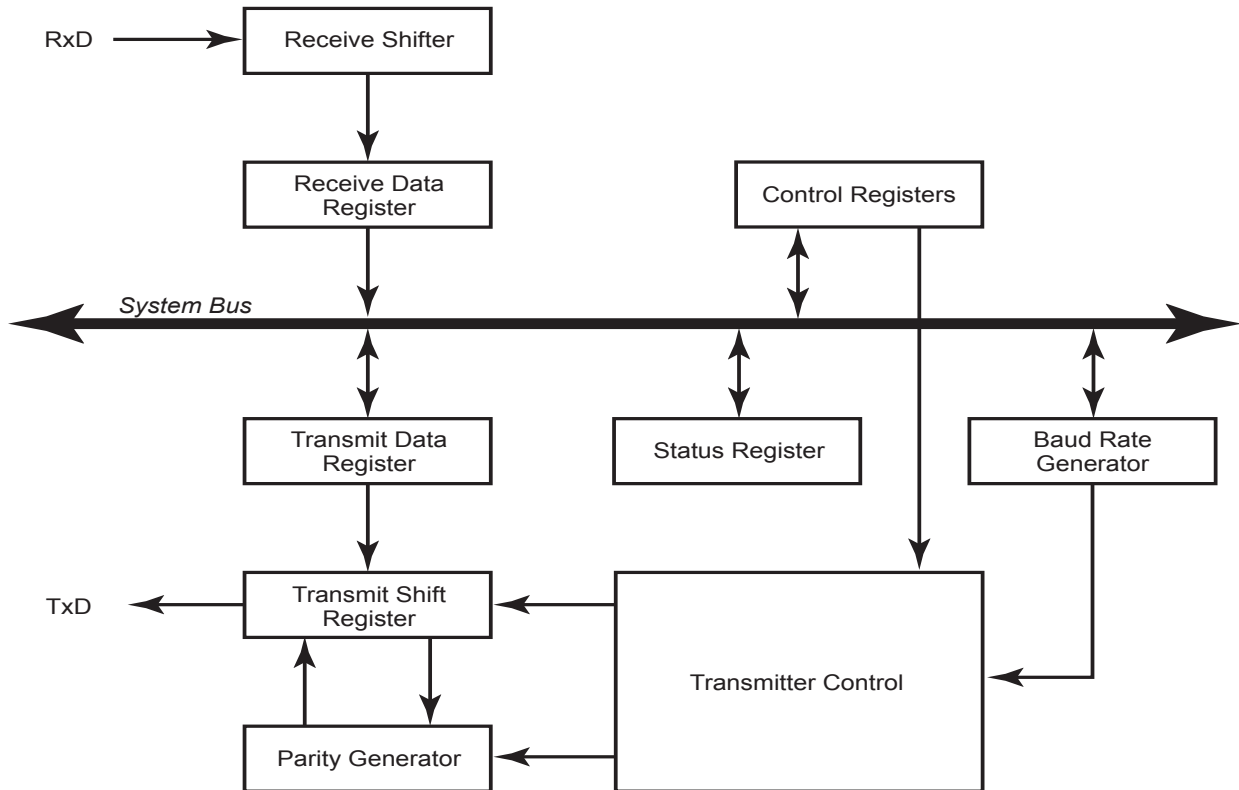 RxD
Receive Shifter
Receive Data
Register
Control Registers
System Bus
Transmit Data
Register
Status Register
Baud Rate
Generator
TxD
Transmit Shift
Register
Transmitter Control
Parity Generator